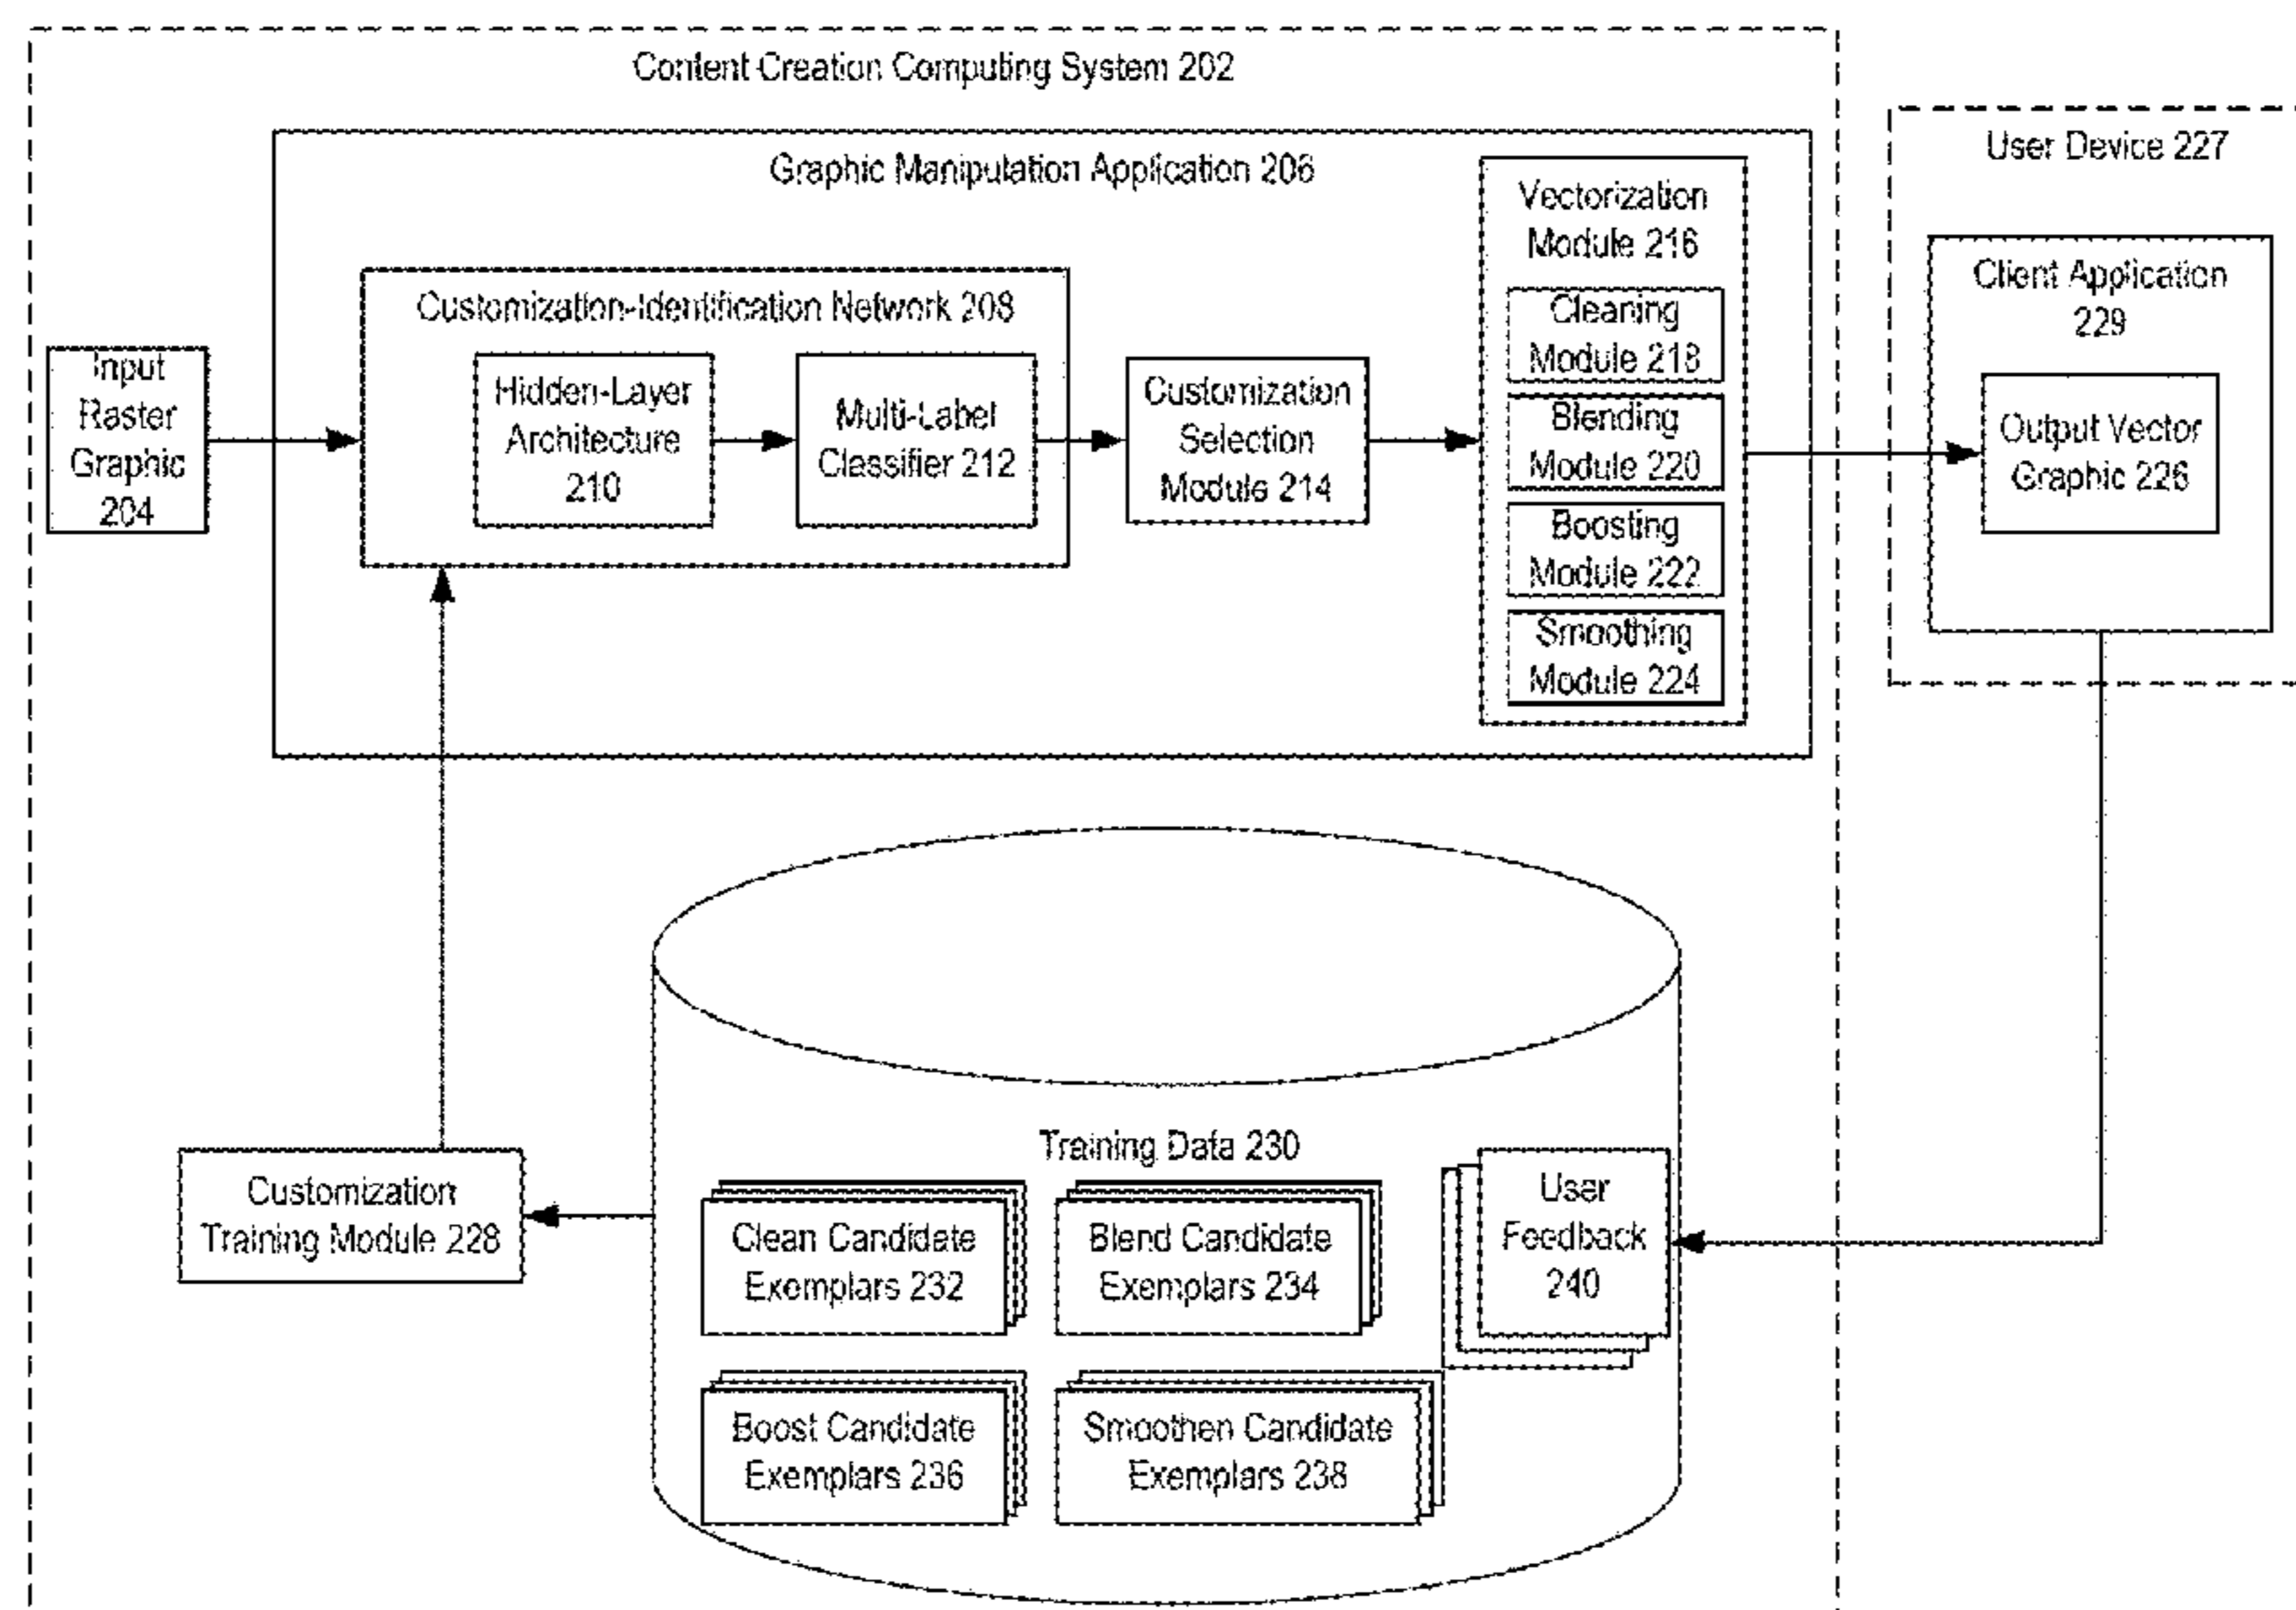 Content Creation Computing System 202
Graphic Manipulation Application 206
Customization-Identification Network 208
Input
Raster
Graphic
204
Hidden-Layer
Architecture
210
Multi-Label
Classifier 212
Customization
Selection
Module 214
Vectorization
Module 216
Cleaning
Module 218
Blending
Module 220
Boosting
Module 222
Smoothing
Module 224
User Device 227
Client Application
229
Output Vector
Graphic 226
Customization
Training Module 228
Training Data 230
Clean Candidate
Exemplars 232
Blend Candidate
Exemplars 234
User
Feedback
240
Boost Candidate
Exemplars 236
Smoothen Candidate
Exemplars 238